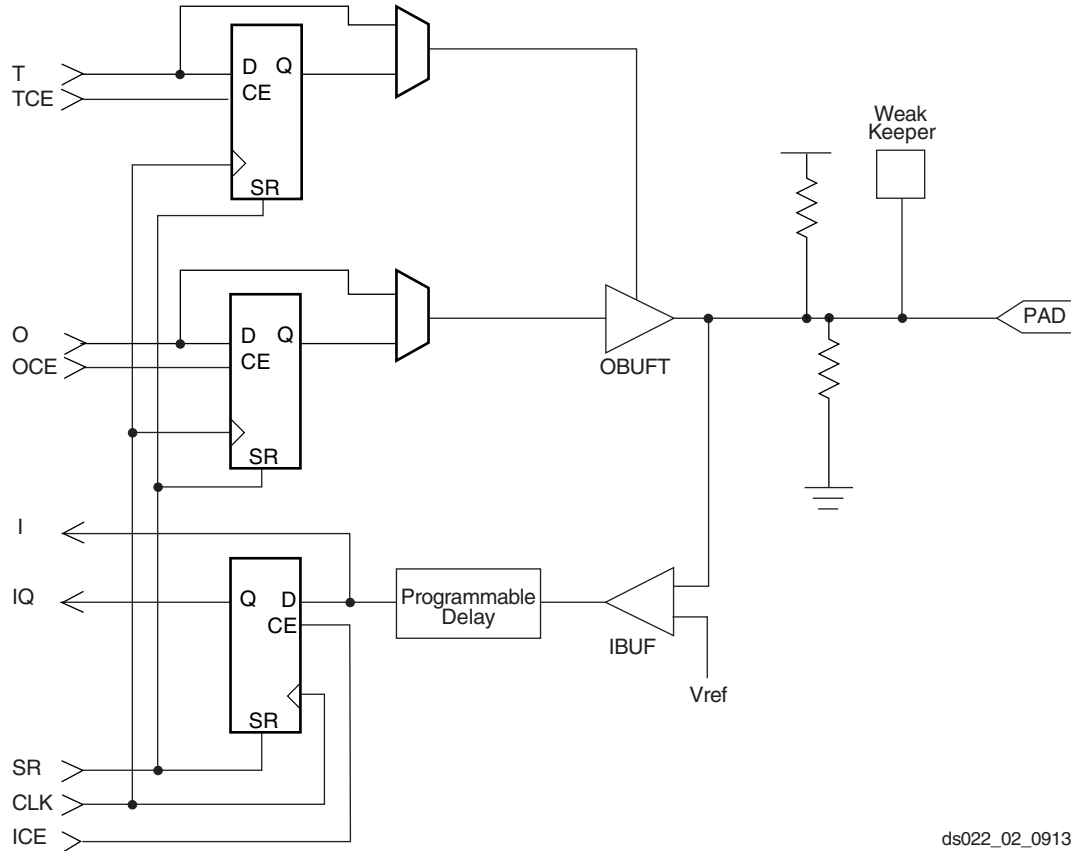 T
TCE
D Q
CE
SR
Weak
Keeper
O
OCE
D Q
CE
SR
OBUFT
PAD
I
IQ
Q D
CE
SR
Programmable
Delay
IBUF
Vref
SR
CLK
ICE
ds022_02_0913